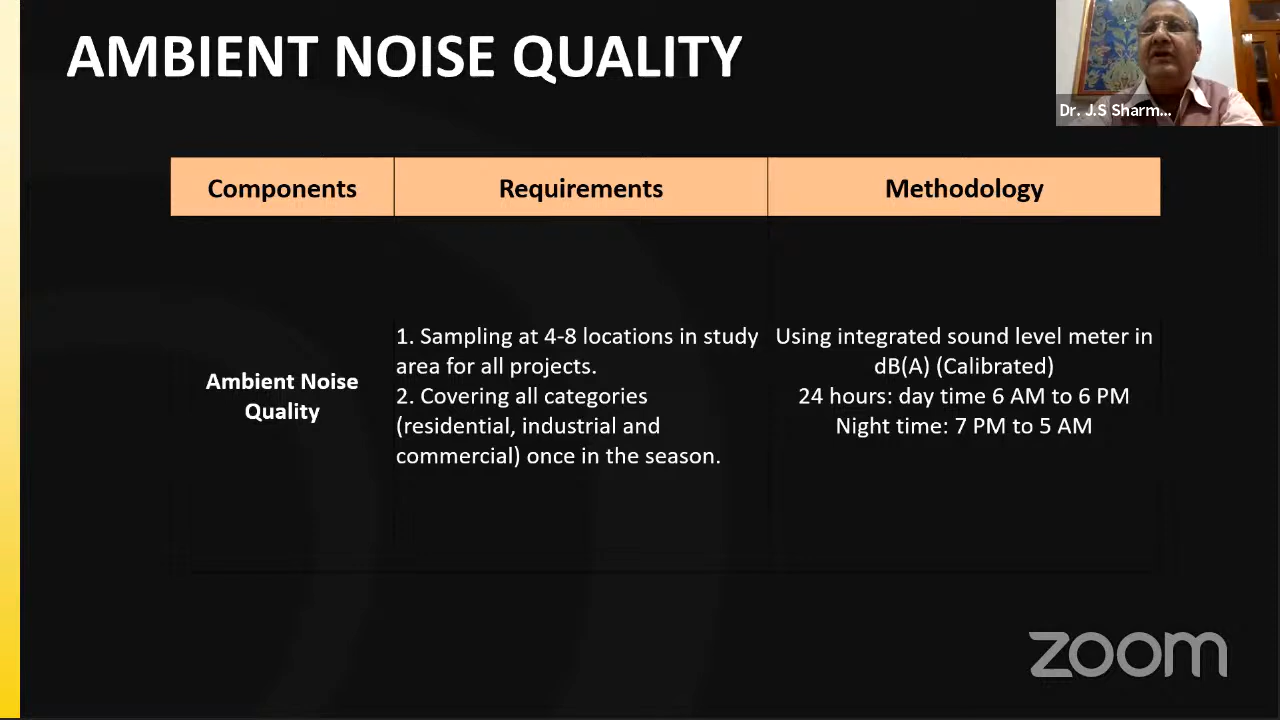 AMBIENT NOISE QUALITY
Dr. J.S Sharm...
Components
Requirements
Methodology
Ambient Noise
Quality
1. Sampling at 4-8 locations in study
area for all projects.
2. Covering all categories
(residential, industrial and
commercial) once in the season.
Using integrated sound level meter in
dB(A) (Calibrated)
24 hours: day time 6 AM to 6 PM
Night time: 7 PM to 5 AM
zoom